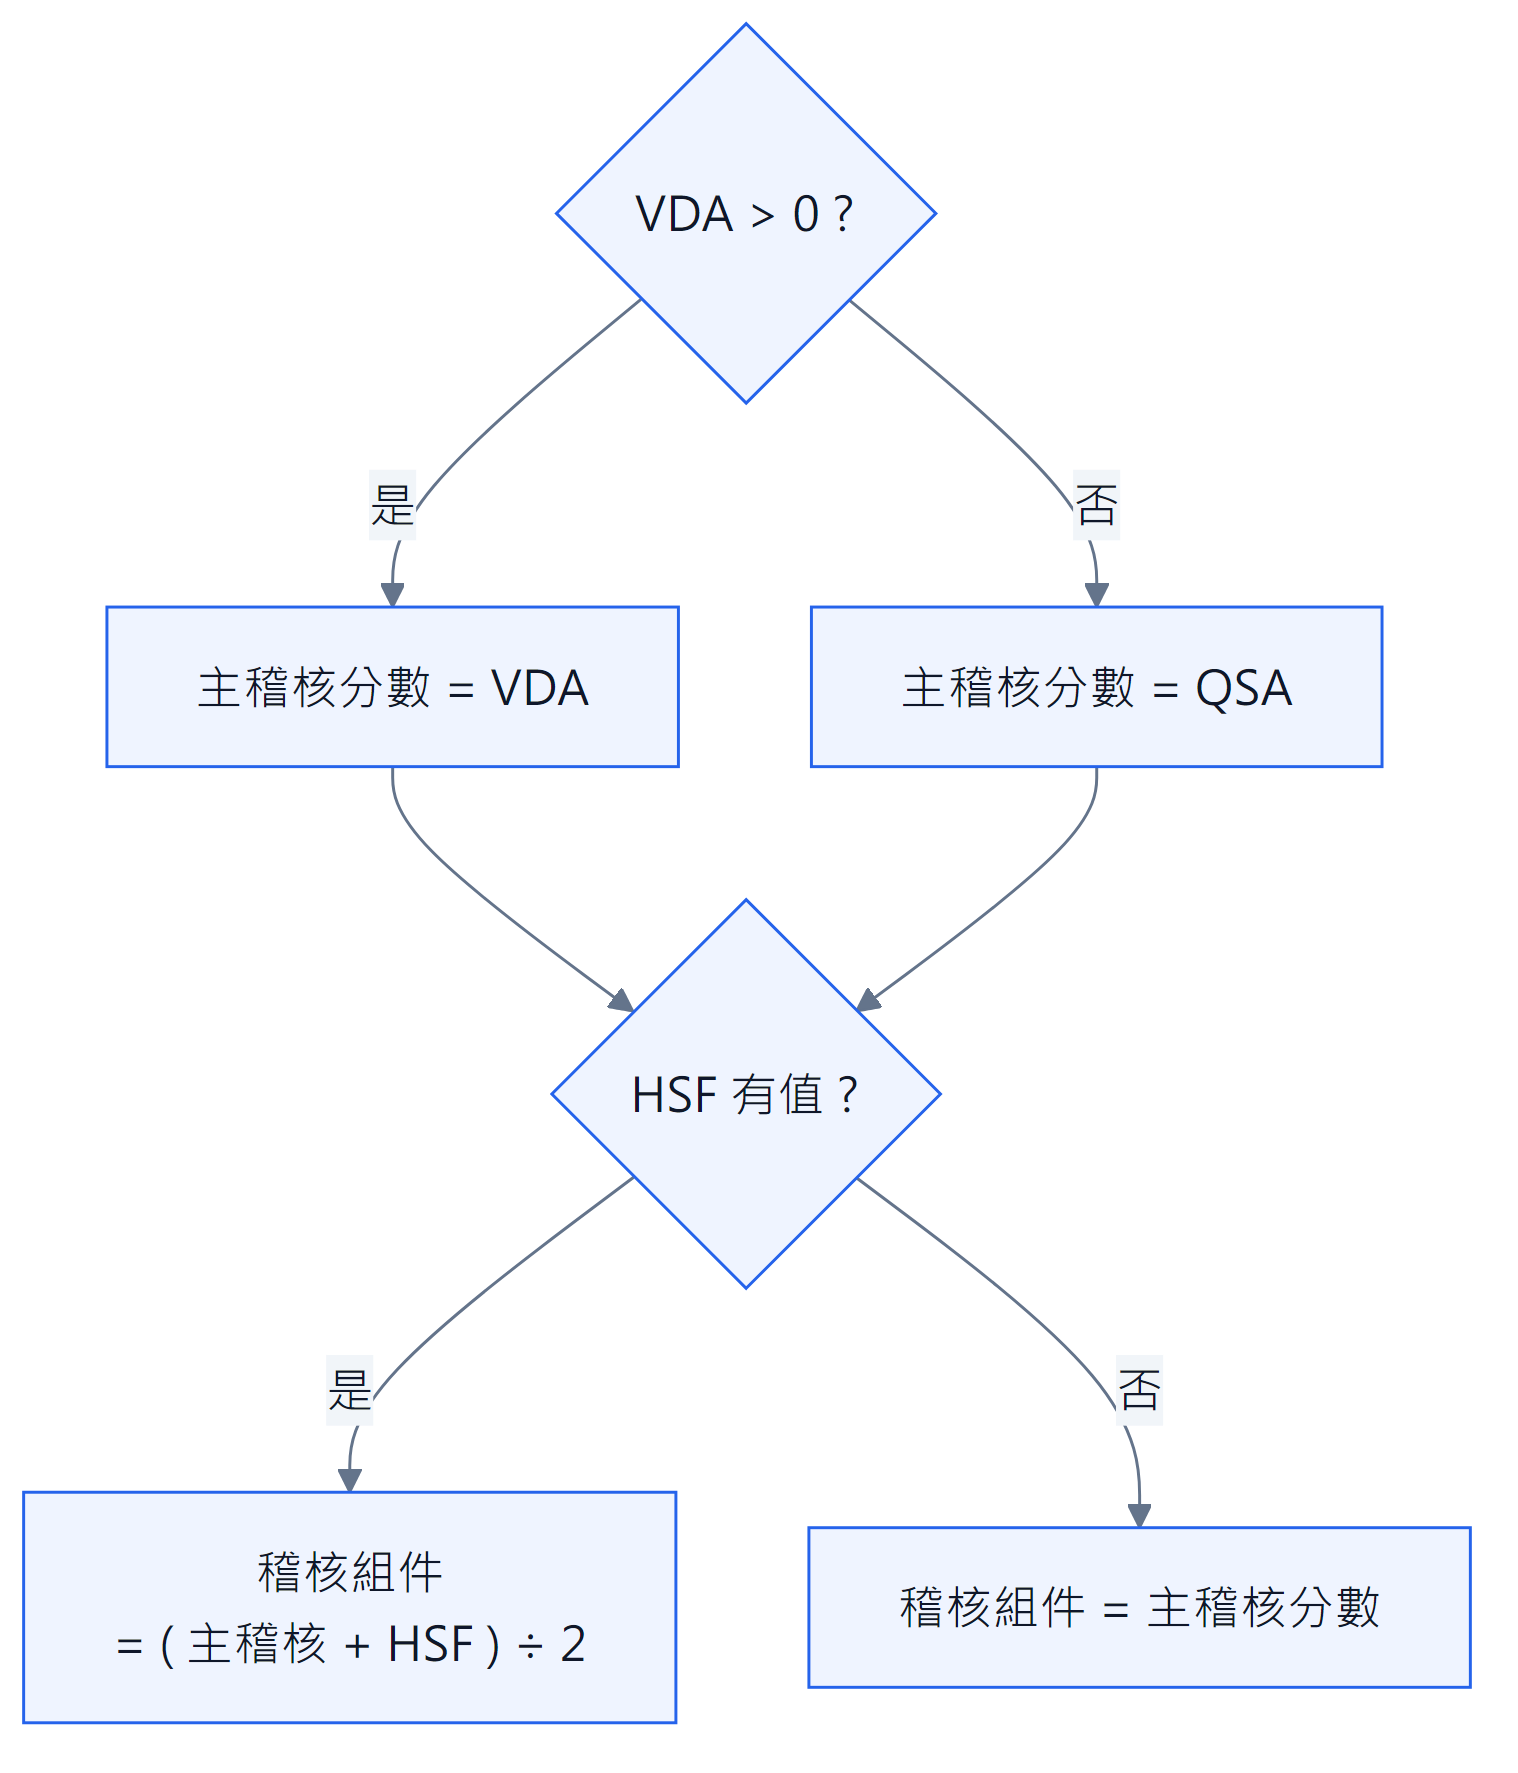 VDA > 0 ?
是
否
主稽核分數 = VDA
主稽核分數 = QSA
HSF 有值 ?
是
否
稽核組件
= ( 主稽核 + HSF ) ÷ 2
稽核組件 = 主稽核分數